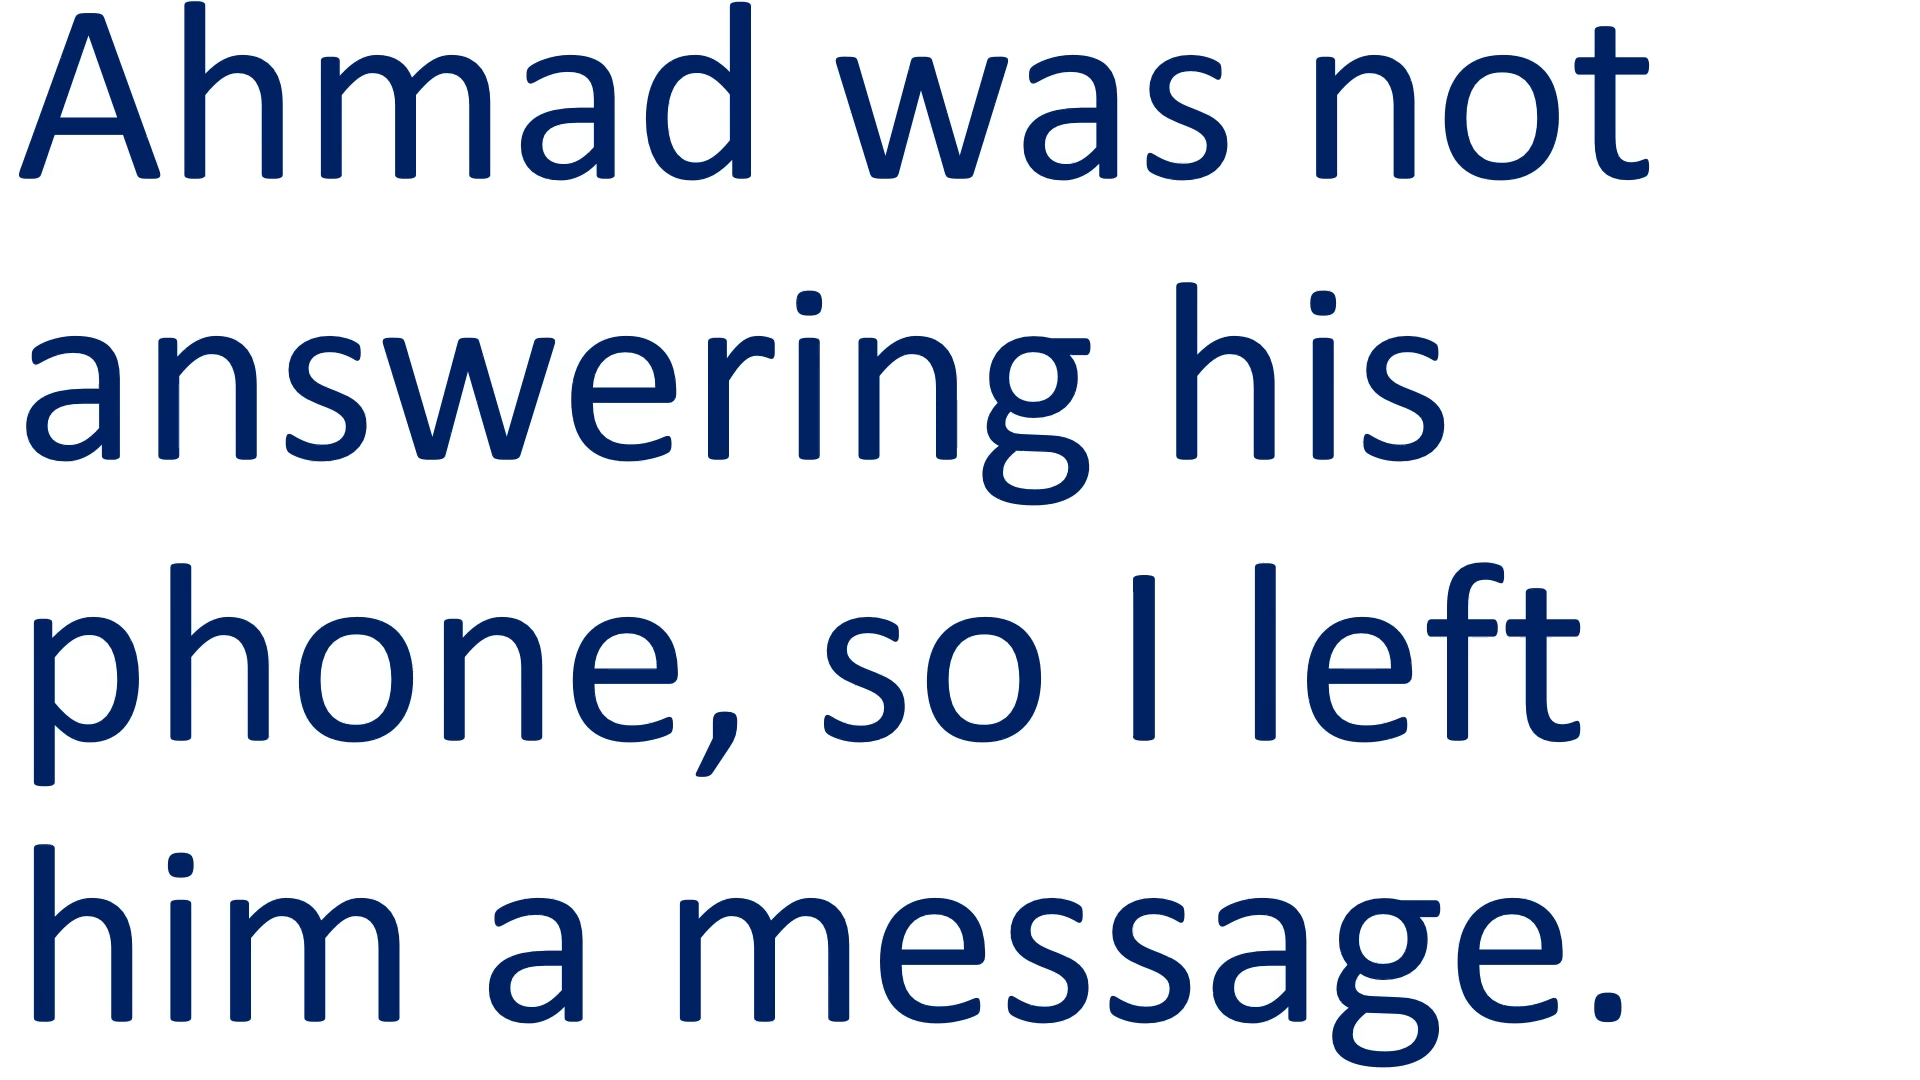 Ahmad was not
answering his
phone, so I left
him a message.